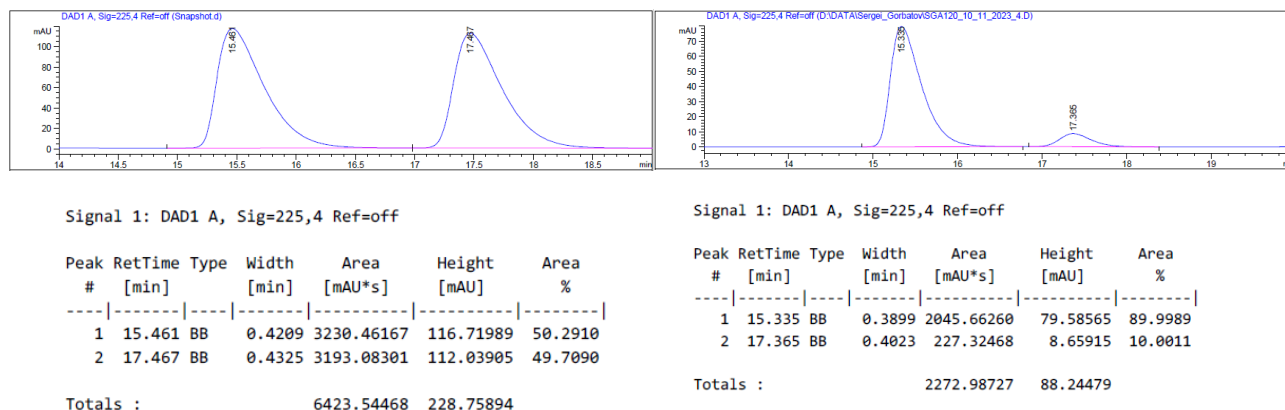 DAD1 A, Sig=225,4 Ref=off (Snapshot.d)
mAU
100
80
60
40
20
0
15.461
17.467
14 14.5 15 15.5 16 16.5 17 17.5 18 18.5 min
Signal 1: DAD1 A, Sig=225,4 Ref=off
Peak RetTime Type Width Area Height Area
# [min] [min] [mAU*s] [mAU] %
----|-------|----|-------|----------|----------|--------|
1 15.461 BB 0.4209 3230.46167 116.71989 50.2910
2 17.467 BB 0.4325 3193.08301 112.03905 49.7090
Totals : 6423.54468 228.75894
DAD1 A, Sig=225,4 Ref=off (D:\DATA\Sergei_Gorbatov\SGA120_10_11_2023_4.D)
mAU
70
60
50
40
30
20
10
0
15.335
17.365
13 14 15 16 17 18 19
Signal 1: DAD1 A, Sig=225,4 Ref=off
Peak RetTime Type Width Area Height Area
# [min] [min] [mAU*s] [mAU] %
----|-------|----|-------|----------|----------|--------|
1 15.335 BB 0.3899 2045.66260 79.58565 89.9989
2 17.365 BB 0.4023 227.32468 8.65915 10.0011
Totals : 2272.98727 88.24479